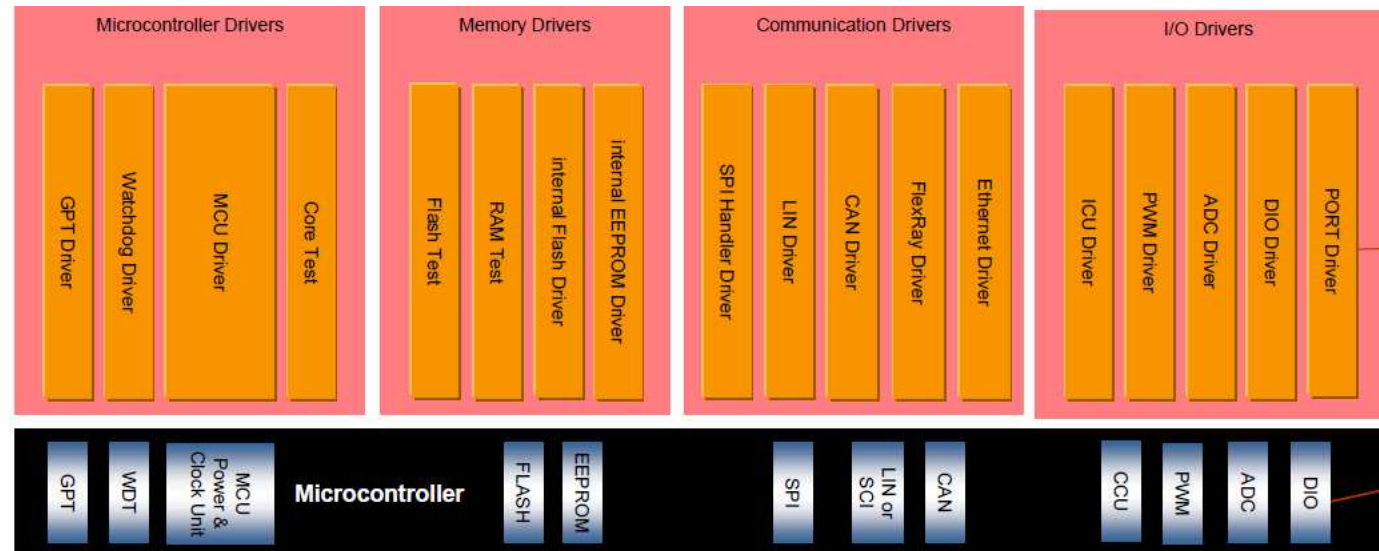 Microcontroller Drivers
Memory Drivers
Communication Drivers
I/O Drivers
GPT Driver
Watchdog Driver
MCU Driver
Core Test
Flash Test
RAM Test
internal Flash Driver
internal EEPROM Driver
SPI Handler Driver
LIN Driver
CAN Driver
FlexRay Driver
Ethernet Driver
ICU Driver
PWM Driver
ADC Driver
DIO Driver
PORT Driver
GPT
WDT
MCU
Power &
Clock Unit
Microcontroller
FLASH
EEPROM
SPI
LIN or
SCI
CAN
CCU
PWM
ADC
DIO